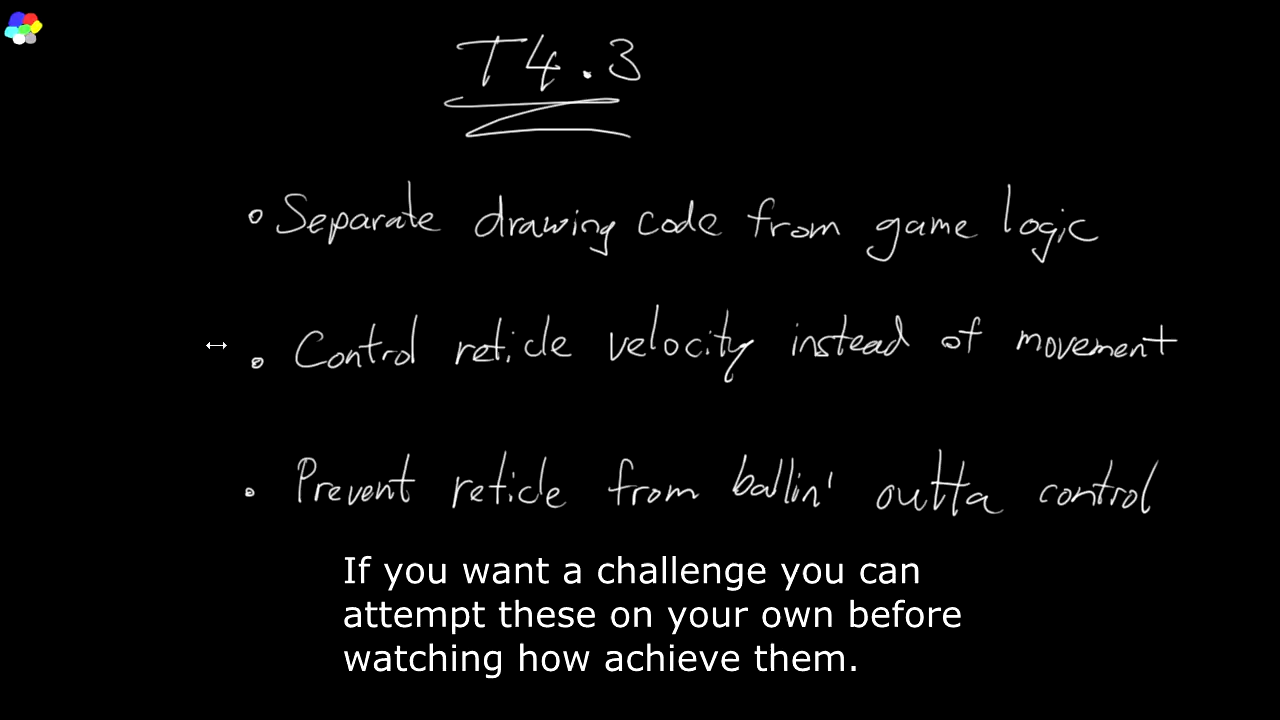 T4.3
• Separate drawing code from game logic
• Control reticle velocity instead of movement
• Prevent reticle from ballin' outta control
If you want a challenge you can
attempt these on your own before
watching how achieve them.